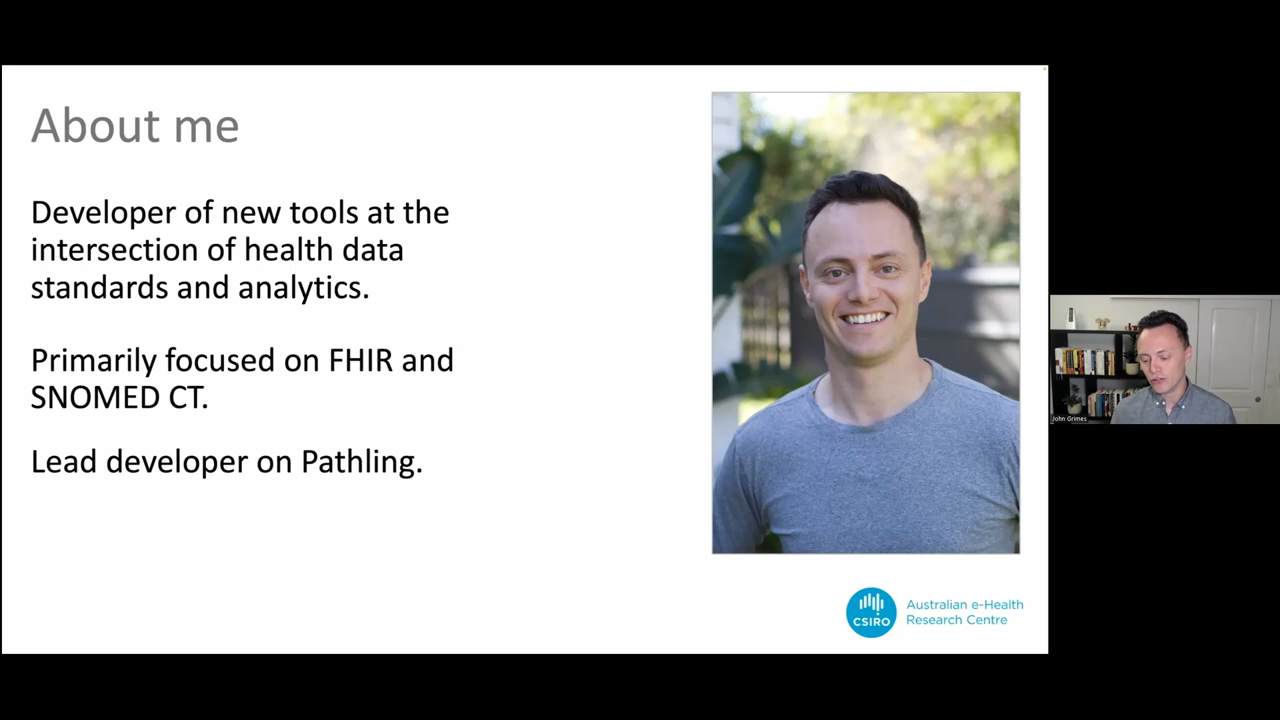 About me
Developer of new tools at the
intersection of health data
standards and analytics.
Primarily focused on FHIR and
SNOMED CT.
Lead developer on Pathling.
CSIRO
Australian e-Health
Research Centre
John Grimes